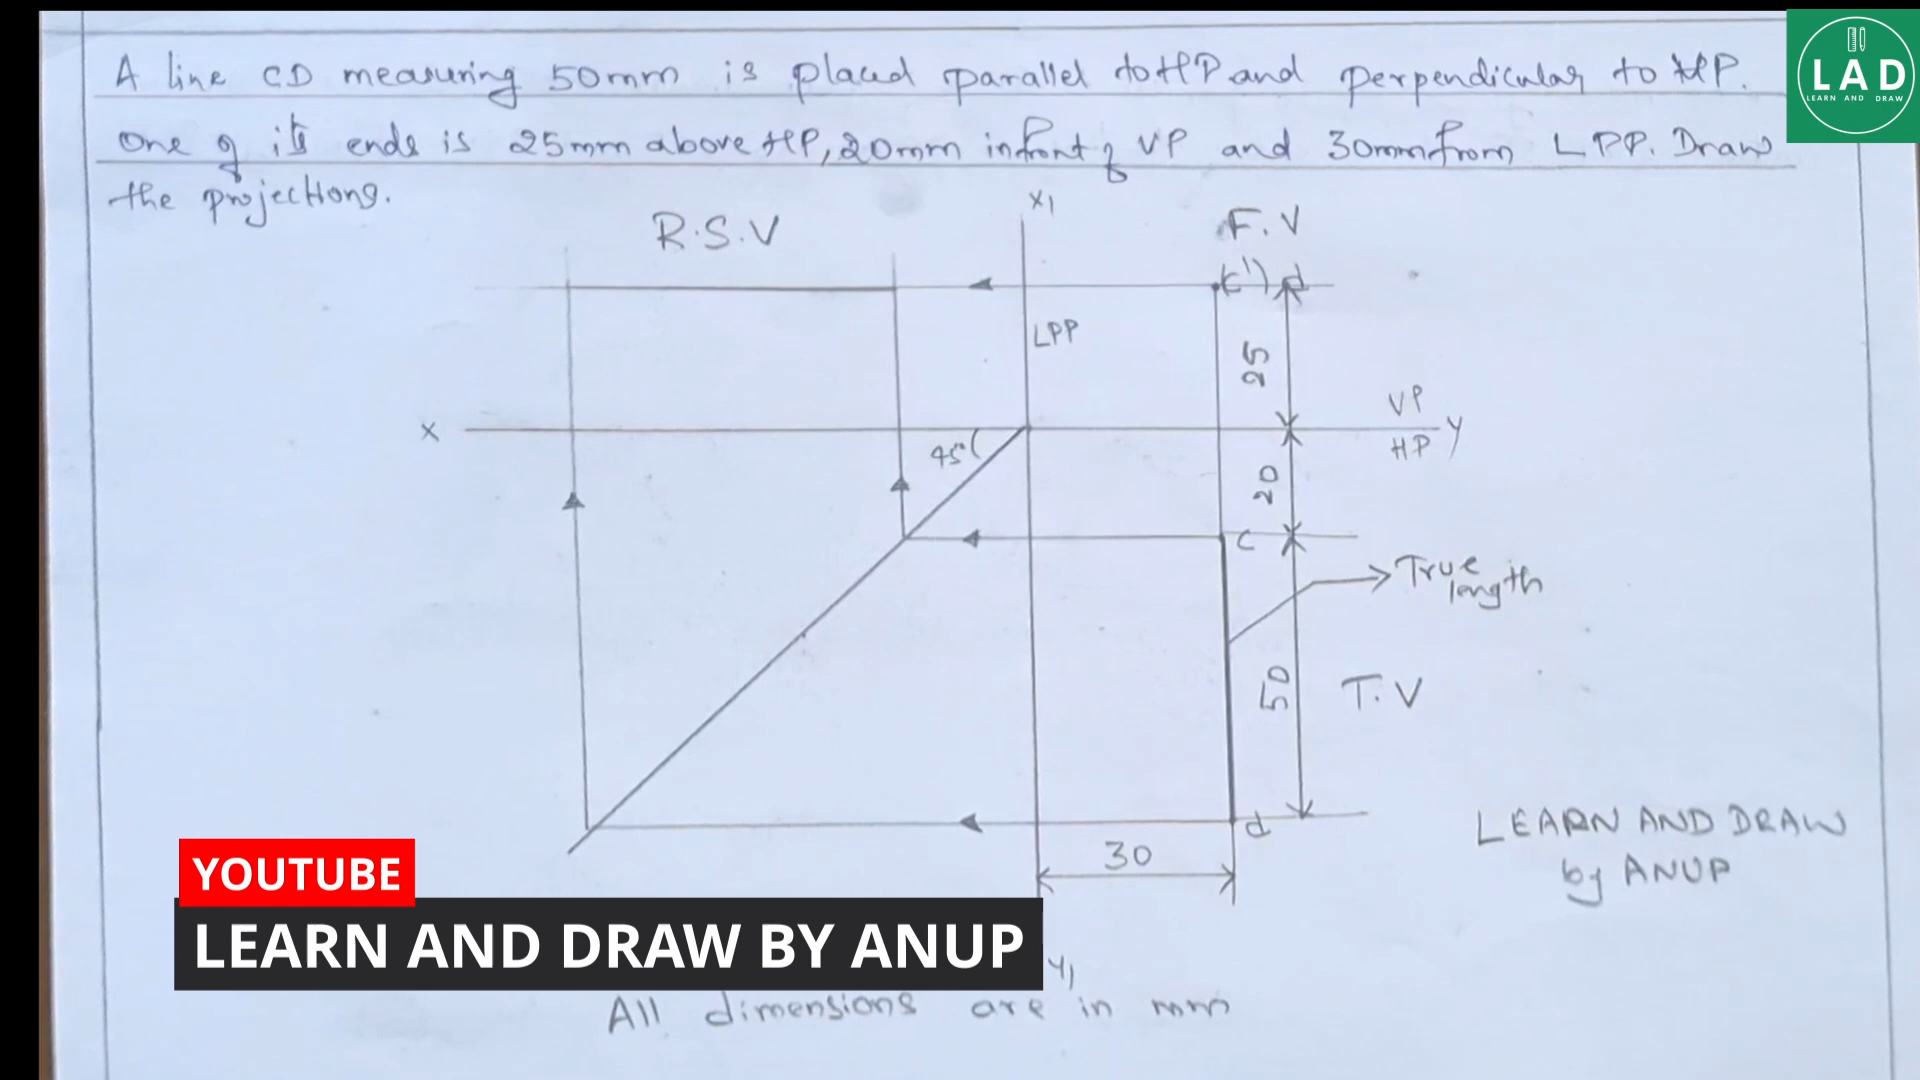 A line CD measuring 50mm is placed parallel to HP and perpendicular to HP.
One of its ends is 25mm above HP, 20mm infront of VP and 30mm from LPP. Draw
the projections.
LAD
LEARN AND DRAW
X1
R.S.V
F.V
(c') d
LPP
25
VP
X
HP
Y
45°
20
c
True
length
50
T.V
d
30
LEARN AND DRAW
by ANUP
YOUTUBE
LEARN AND DRAW BY ANUP
Y1
All dimensions are in mm